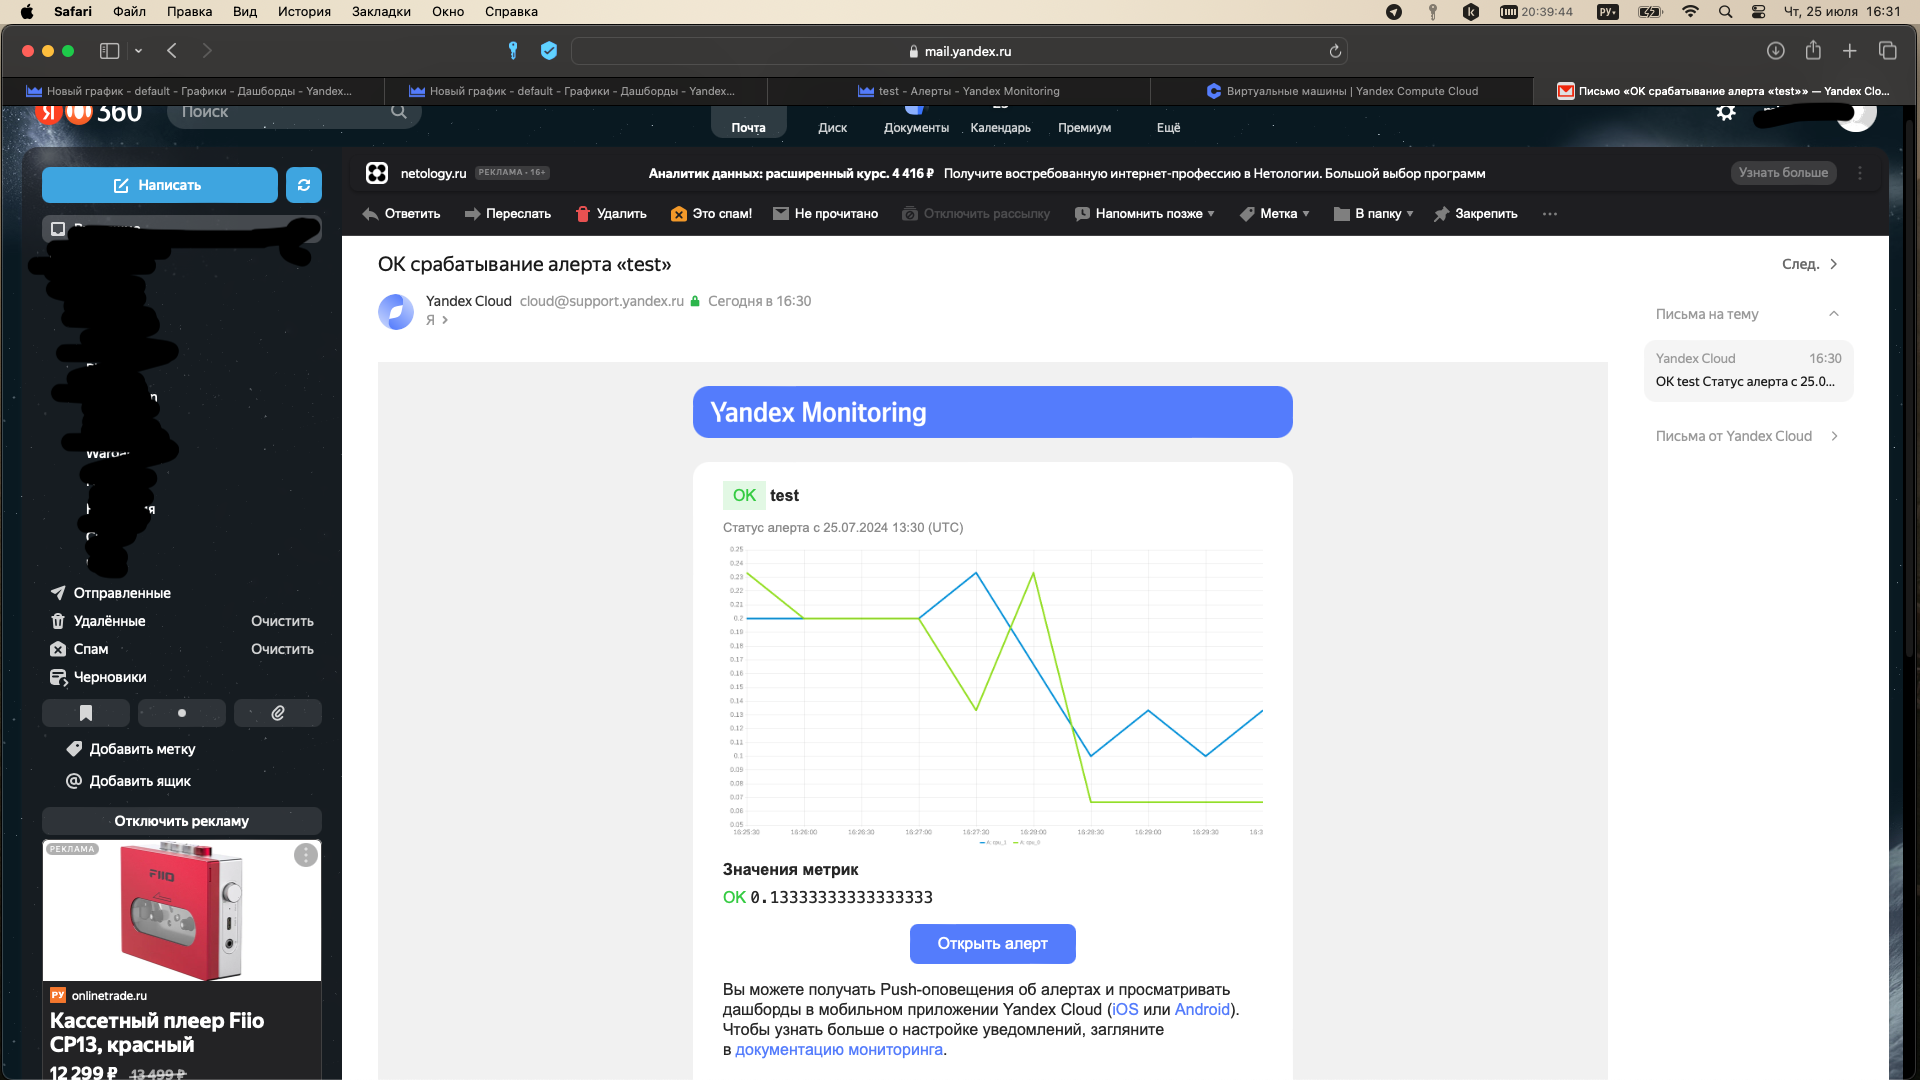 Safari Файл Правка Вид История Закладки Окно Справка
20:39:44 РУ Чт, 25 июля 16:31
mail.yandex.ru
Новый график - default - Графики - Дашборды - Yandex...
Новый график - default - Графики - Дашборды - Yandex...
test - Алерты - Yandex Monitoring
Виртуальные машины | Yandex Compute Cloud
Письмо «OK срабатывание алерта «test»» — Yandex Clo...
Я 360
Поиск
Почта
Диск
Документы
Календарь
Премиум
Ещё
Написать
netology.ru
РЕКЛАМА • 16+
Аналитик данных: расширенный курс. 4 416 ₽ Получите востребованную интернет-профессию в Нетологии. Большой выбор программ
Узнать больше
Ответить
Переслать
Удалить
Это спам!
Не прочитано
Отключить рассылку
Напомнить позже
Метка
В папку
Закрепить
Отправленные
Удалённые Очистить
Спам Очистить
Черновики
Добавить метку
Добавить ящик
Отключить рекламу
РЕКЛАМА
FIIO
onlinetrade.ru
Кассетный плеер Fiio
CP13, красный
12 299 ₽ 13 499 ₽
OK срабатывание алерта «test»
След.
Yandex Cloud cloud@support.yandex.ru Сегодня в 16:30
Я
Письма на тему
Yandex Cloud 16:30
OK test Статус алерта с 25.0...
Письма от Yandex Cloud
Yandex Monitoring
OK test
Статус алерта с 25.07.2024 13:30 (UTC)
0.25
0.24
0.23
0.22
0.21
0.2
0.19
0.18
0.17
0.16
0.15
0.14
0.13
0.12
0.11
0.1
0.09
0.08
0.07
0.06
0.05
16:25:30 16:26:00 16:26:30 16:27:00 16:27:30 16:28:00 16:28:30 16:29:00 16:29:30 16:3
Значения метрик
OK 0.13333333333333333
Открыть алерт
Вы можете получать Push-оповещения об алертах и просматривать
дашборды в мобильном приложении Yandex Cloud (iOS или Android).
Чтобы узнать больше о настройке уведомлений, загляните
в документацию мониторинга.